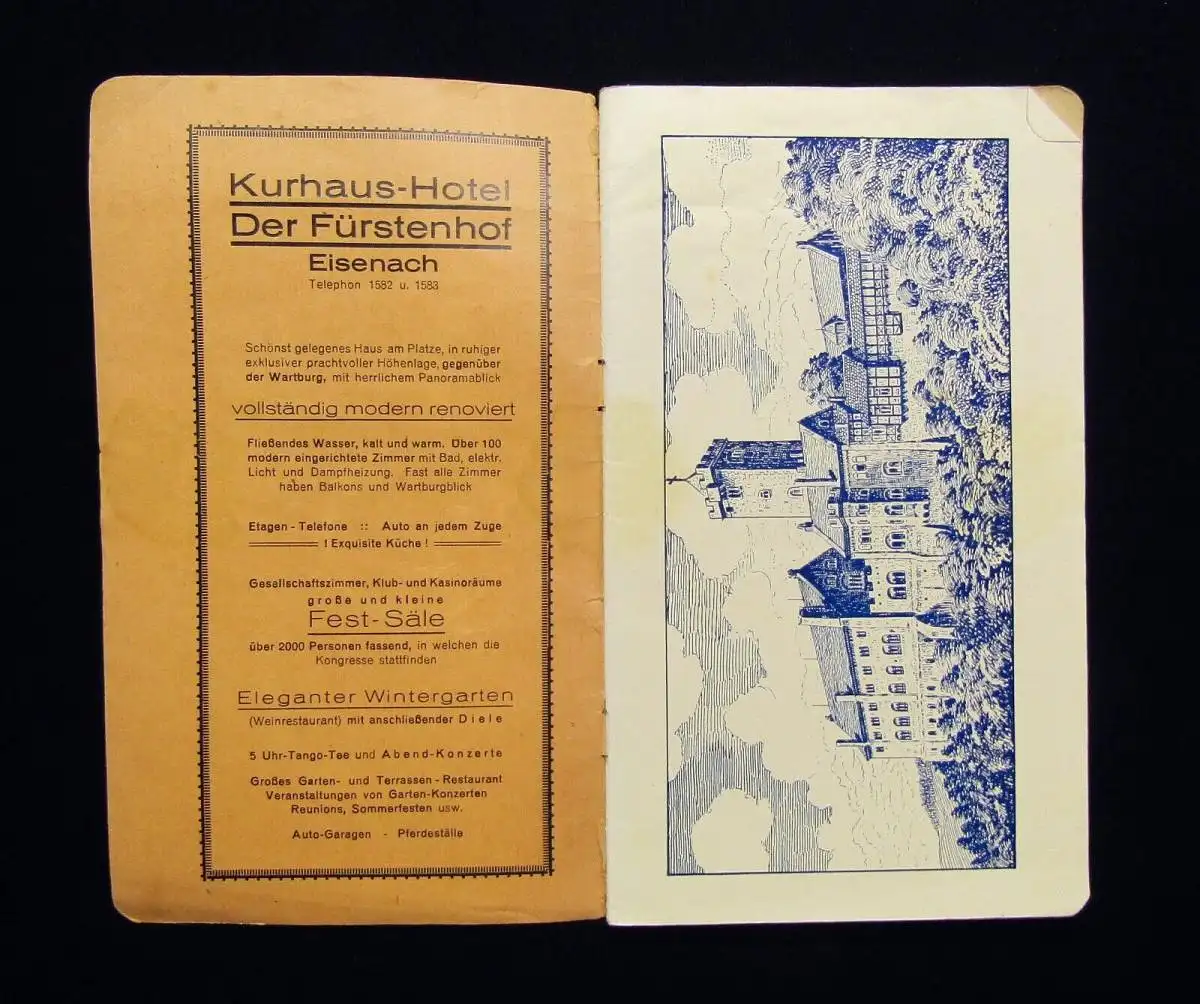 Kurhaus-Hotel
Der Fürstenhof
Eisenach
Telephon 1582 u. 1583
Schönst gelegenes Haus am Platze, in ruhiger
exklusiver prachtvoller Höhenlage, gegenüber
der Wartburg, mit herrlichem Panoramablick
vollständig modern renoviert
Fließendes Wasser, kalt und warm. Über 100
modern eingerichtete Zimmer mit Bad, elektr.
Licht und Dampfheizung. Fast alle Zimmer
haben Balkons und Wartburgblick
Etagen - Telefone :: Auto an jedem Zuge
! Exquisite Küche !
Gesellschaftszimmer, Klub- und Kasinoräume
große und kleine
Fest-Säle
über 2000 Personen fassend, in welchen die
Kongresse stattfinden
Eleganter Wintergarten
(Weinrestaurant) mit anschließender Diele
5 Uhr-Tango-Tee und Abend-Konzerte
Großes Garten- und Terrassen - Restaurant
Veranstaltungen von Garten-Konzerten
Reunions, Sommerfesten usw.
Auto-Garagen - Pferdeställe